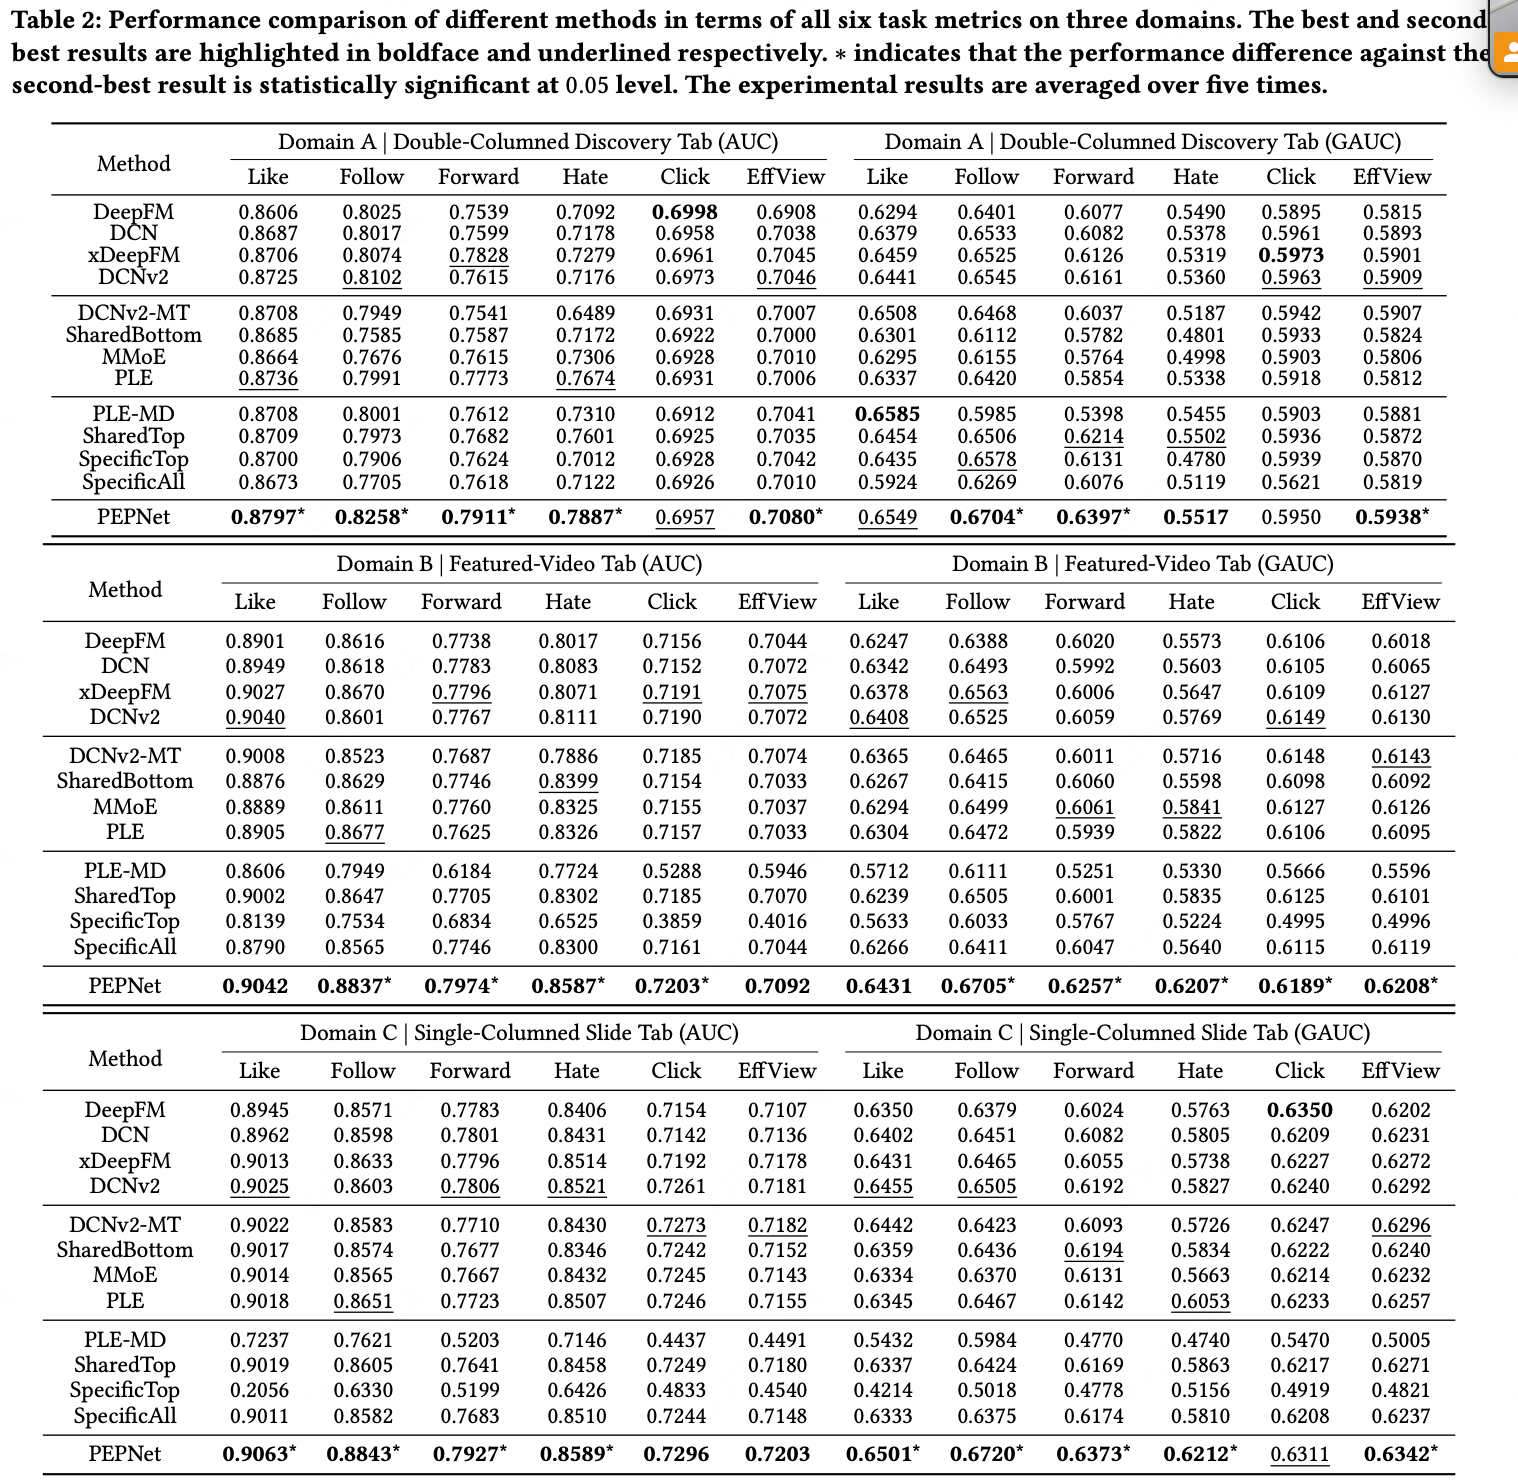 Table 2: Performance comparison of different methods in terms of all six task metrics on three domains. The best and second
best results are highlighted in boldface and underlined respectively. * indicates that the performance difference against the
second-best result is statistically significant at 0.05 level. The experimental results are averaged over five times.
Method Domain A | Double-Columned Discovery Tab (AUC) Domain A | Double-Columned Discovery Tab (GAUC)
Like Follow Forward Hate Click EffView Like Follow Forward Hate Click EffView
DeepFM 0.8606 0.8025 0.7539 0.7092 0.6998 0.6908 0.6294 0.6401 0.6077 0.5490 0.5895 0.5815
DCN 0.8687 0.8017 0.7599 0.7178 0.6958 0.7038 0.6379 0.6533 0.6082 0.5378 0.5961 0.5893
xDeepFM 0.8706 0.8074 0.7828 0.7279 0.6961 0.7045 0.6459 0.6525 0.6126 0.5319 0.5973 0.5901
DCNv2 0.8725 0.8102 0.7615 0.7176 0.6973 0.7046 0.6441 0.6545 0.6161 0.5360 0.5963 0.5909
DCNv2-MT 0.8708 0.7949 0.7541 0.6489 0.6931 0.7007 0.6508 0.6468 0.6037 0.5187 0.5942 0.5907
SharedBottom 0.8685 0.7585 0.7587 0.7172 0.6922 0.7000 0.6301 0.6112 0.5782 0.4801 0.5933 0.5824
MMoE 0.8664 0.7676 0.7615 0.7306 0.6928 0.7010 0.6295 0.6155 0.5764 0.4998 0.5903 0.5806
PLE 0.8736 0.7991 0.7773 0.7674 0.6931 0.7006 0.6337 0.6420 0.5854 0.5338 0.5918 0.5812
PLE-MD 0.8708 0.8001 0.7612 0.7310 0.6912 0.7041 0.6585 0.5985 0.5398 0.5455 0.5903 0.5881
SharedTop 0.8709 0.7973 0.7682 0.7601 0.6925 0.7035 0.6454 0.6506 0.6214 0.5502 0.5936 0.5872
SpecificTop 0.8700 0.7906 0.7624 0.7012 0.6928 0.7042 0.6435 0.6578 0.6131 0.4780 0.5939 0.5870
SpecificAll 0.8673 0.7705 0.7618 0.7122 0.6926 0.7010 0.5924 0.6269 0.6076 0.5119 0.5621 0.5819
PEPNet 0.8797* 0.8258* 0.7911* 0.7887* 0.6957 0.7080* 0.6549 0.6704* 0.6397* 0.5517 0.5950 0.5938*
Method Domain B | Featured-Video Tab (AUC) Domain B | Featured-Video Tab (GAUC)
Like Follow Forward Hate Click EffView Like Follow Forward Hate Click EffView
DeepFM 0.8901 0.8616 0.7738 0.8017 0.7156 0.7044 0.6247 0.6388 0.6020 0.5573 0.6106 0.6018
DCN 0.8949 0.8618 0.7783 0.8083 0.7152 0.7072 0.6342 0.6493 0.5992 0.5603 0.6105 0.6065
xDeepFM 0.9027 0.8670 0.7796 0.8071 0.7191 0.7075 0.6378 0.6563 0.6006 0.5647 0.6109 0.6127
DCNv2 0.9040 0.8601 0.7767 0.8111 0.7190 0.7072 0.6408 0.6525 0.6059 0.5769 0.6149 0.6130
DCNv2-MT 0.9008 0.8523 0.7687 0.7886 0.7185 0.7074 0.6365 0.6465 0.6011 0.5716 0.6148 0.6143
SharedBottom 0.8876 0.8629 0.7746 0.8399 0.7154 0.7033 0.6267 0.6415 0.6060 0.5598 0.6098 0.6092
MMoE 0.8889 0.8611 0.7760 0.8325 0.7155 0.7037 0.6294 0.6499 0.6061 0.5841 0.6127 0.6126
PLE 0.8905 0.8677 0.7625 0.8326 0.7157 0.7033 0.6304 0.6472 0.5939 0.5822 0.6106 0.6095
PLE-MD 0.8606 0.7949 0.6184 0.7724 0.5288 0.5946 0.5712 0.6111 0.5251 0.5330 0.5666 0.5596
SharedTop 0.9002 0.8647 0.7705 0.8302 0.7185 0.7070 0.6239 0.6505 0.6001 0.5835 0.6125 0.6101
SpecificTop 0.8139 0.7534 0.6834 0.6525 0.3859 0.4016 0.5633 0.6033 0.5767 0.5224 0.4995 0.4996
SpecificAll 0.8790 0.8565 0.7746 0.8300 0.7161 0.7044 0.6266 0.6411 0.6047 0.5640 0.6115 0.6119
PEPNet 0.9042 0.8837* 0.7974* 0.8587* 0.7203* 0.7092 0.6431 0.6705* 0.6257* 0.6207* 0.6189* 0.6208*
Method Domain C | Single-Columned Slide Tab (AUC) Domain C | Single-Columned Slide Tab (GAUC)
Like Follow Forward Hate Click EffView Like Follow Forward Hate Click EffView
DeepFM 0.8945 0.8571 0.7783 0.8406 0.7154 0.7107 0.6350 0.6379 0.6024 0.5763 0.6350 0.6202
DCN 0.8962 0.8598 0.7801 0.8431 0.7142 0.7136 0.6402 0.6451 0.6082 0.5805 0.6209 0.6231
xDeepFM 0.9013 0.8633 0.7796 0.8514 0.7192 0.7178 0.6431 0.6465 0.6055 0.5738 0.6227 0.6272
DCNv2 0.9025 0.8603 0.7806 0.8521 0.7261 0.7181 0.6455 0.6505 0.6192 0.5827 0.6240 0.6292
DCNv2-MT 0.9022 0.8583 0.7710 0.8430 0.7273 0.7182 0.6442 0.6423 0.6093 0.5726 0.6247 0.6296
SharedBottom 0.9017 0.8574 0.7677 0.8346 0.7242 0.7152 0.6359 0.6436 0.6194 0.5834 0.6222 0.6240
MMoE 0.9014 0.8565 0.7667 0.8432 0.7245 0.7143 0.6334 0.6370 0.6131 0.5663 0.6214 0.6232
PLE 0.9018 0.8651 0.7723 0.8507 0.7246 0.7155 0.6345 0.6467 0.6142 0.6053 0.6233 0.6257
PLE-MD 0.7237 0.7621 0.5203 0.7146 0.4437 0.4491 0.5432 0.5984 0.4770 0.4740 0.5470 0.5005
SharedTop 0.9019 0.8605 0.7641 0.8458 0.7249 0.7180 0.6337 0.6424 0.6169 0.5863 0.6217 0.6271
SpecificTop 0.2056 0.6330 0.5199 0.6426 0.4833 0.4540 0.4214 0.5018 0.4778 0.5156 0.4919 0.4821
SpecificAll 0.9011 0.8582 0.7683 0.8510 0.7244 0.7148 0.6333 0.6375 0.6174 0.5810 0.6208 0.6237
PEPNet 0.9063* 0.8843* 0.7927* 0.8589* 0.7296 0.7203 0.6501* 0.6720* 0.6373* 0.6212* 0.6311 0.6342*